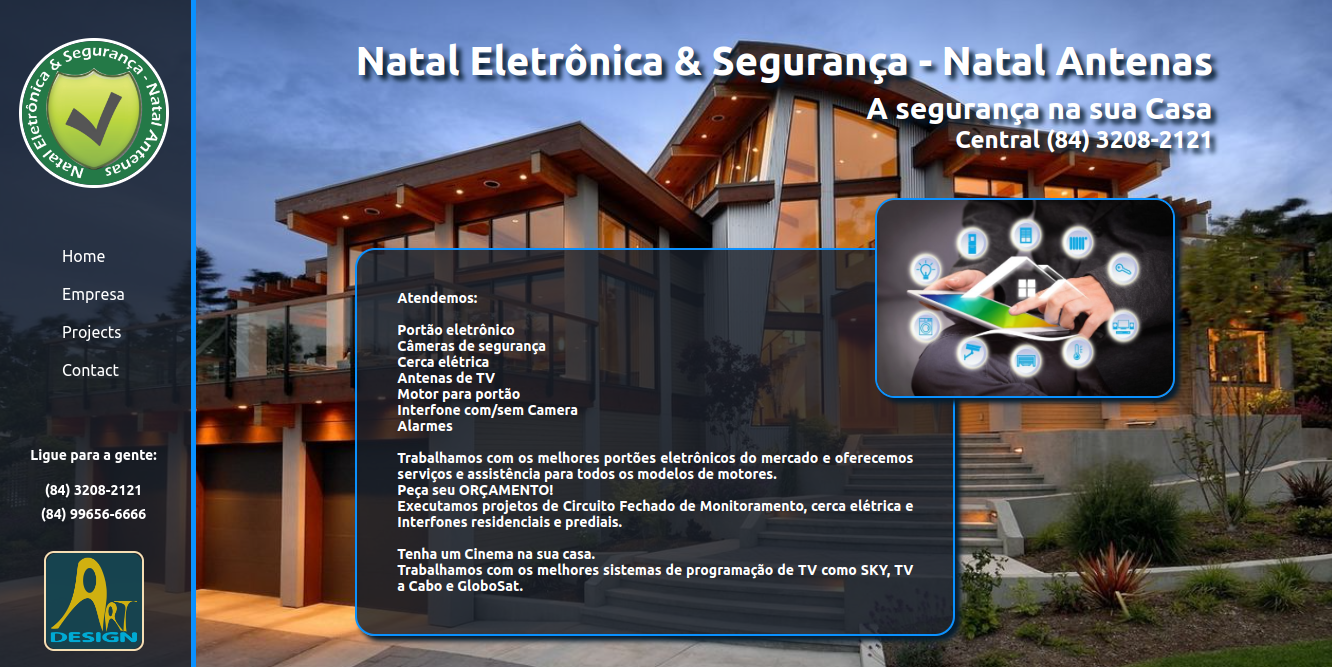 Natal Eletrônica & Segurança - Natal Antenas
Home
Empresa
Projects
Contact
Ligue para a gente:
(84) 3208-2121
(84) 99656-6666
ART
DESIGN
Natal Eletrônica & Segurança - Natal Antenas
A segurança na sua Casa
Central (84) 3208-2121
Atendemos:
Portão eletrônico
Câmeras de segurança
Cerca elétrica
Antenas de TV
Motor para portão
Interfone com/sem Camera
Alarmes
Trabalhamos com os melhores portões eletrônicos do mercado e oferecemos
serviços e assistência para todos os modelos de motores.
Peça seu ORÇAMENTO!
Executamos projetos de Circuito Fechado de Monitoramento, cerca elétrica e
Interfones residenciais e prediais.
Tenha um Cinema na sua casa.
Trabalhamos com os melhores sistemas de programação de TV como SKY, TV
a Cabo e GloboSat.